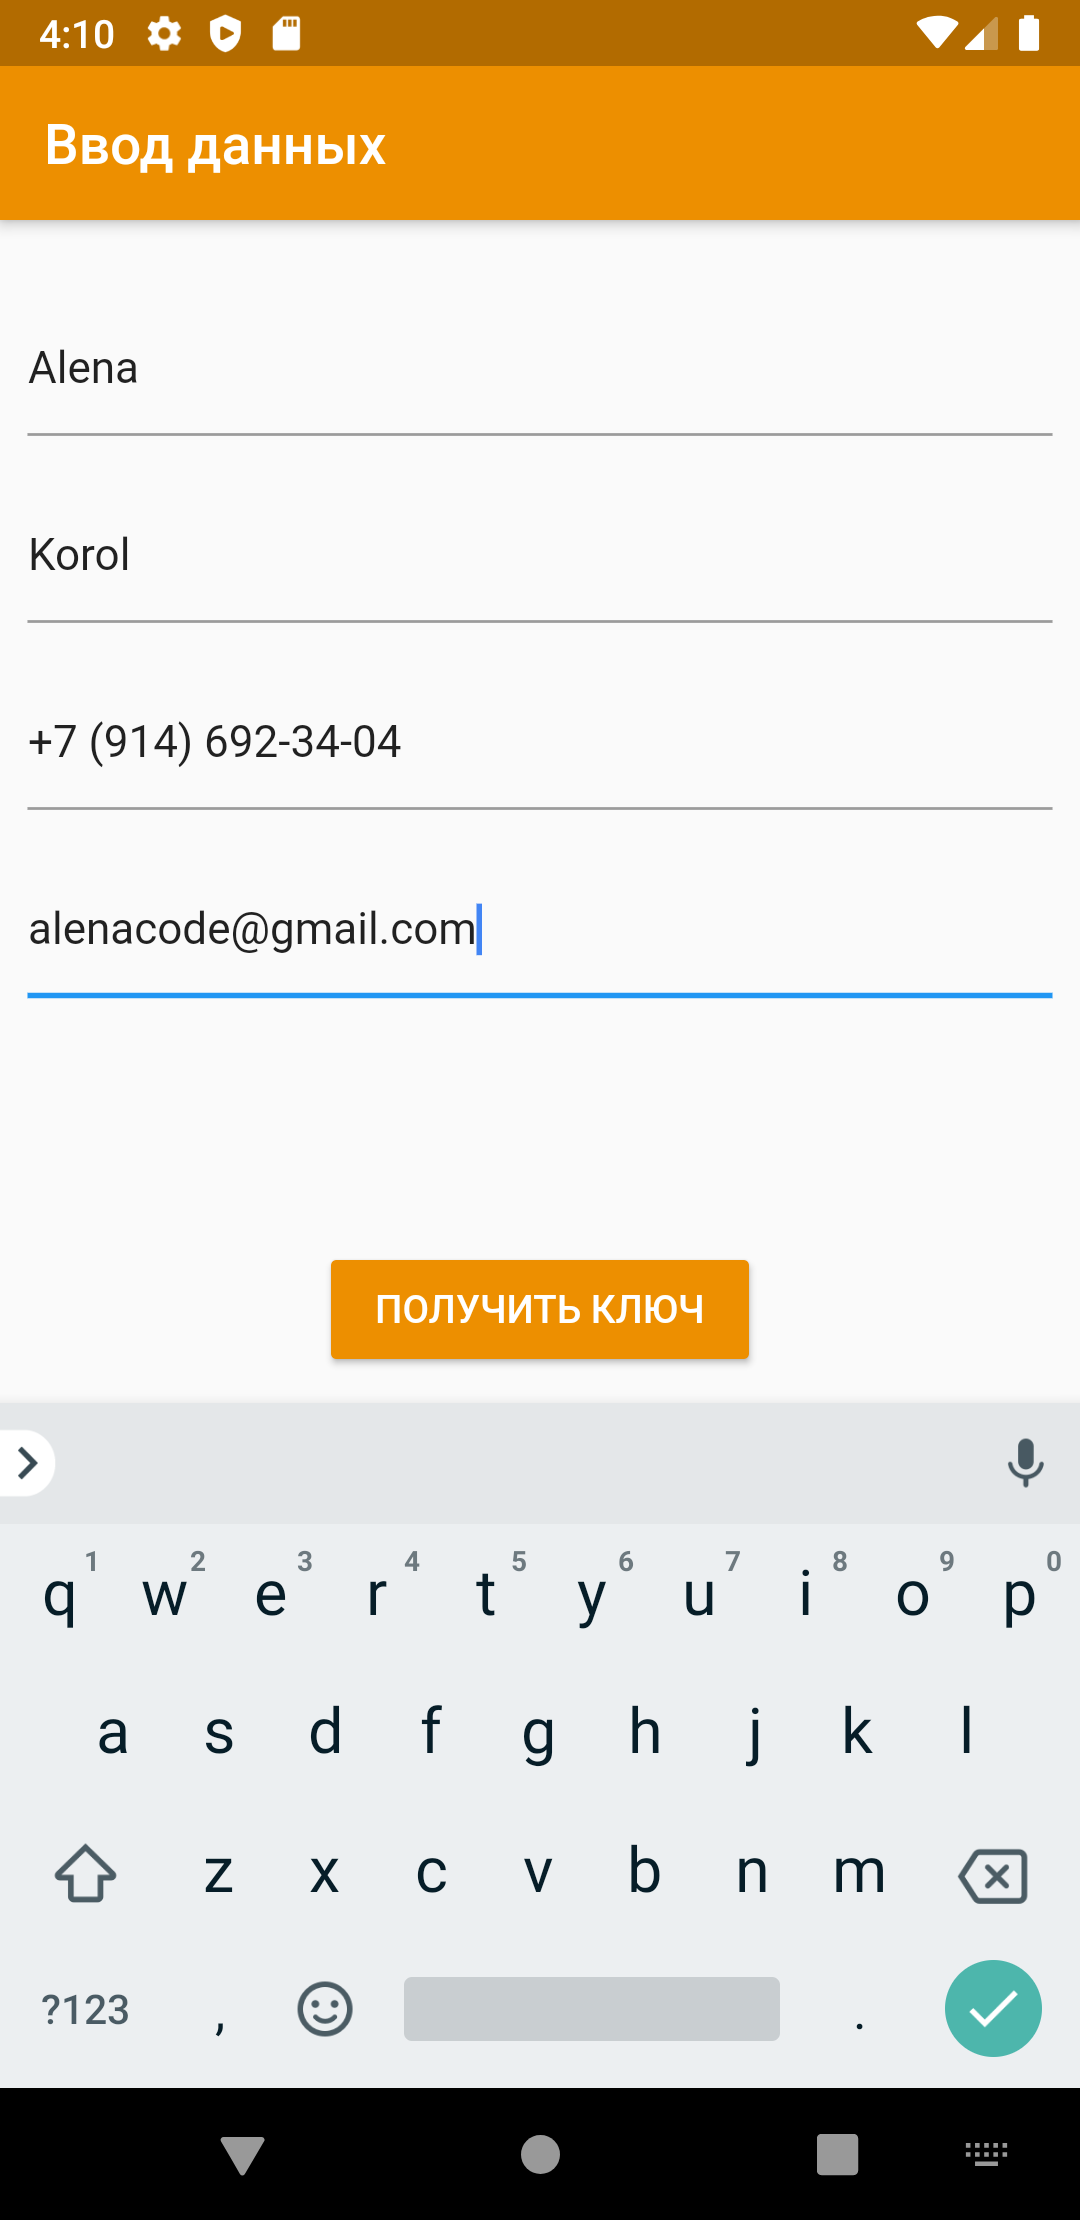 4:10
Ввод данных
Alena
Korol
+7 (914) 692-34-04
alenacode@gmail.com
ПОЛУЧИТЬ КЛЮЧ
1 2 3 4 5 6 7 8 9 0
q w e r t y u i o p
a s d f g h j k l
z x c v b n m
?123 , .